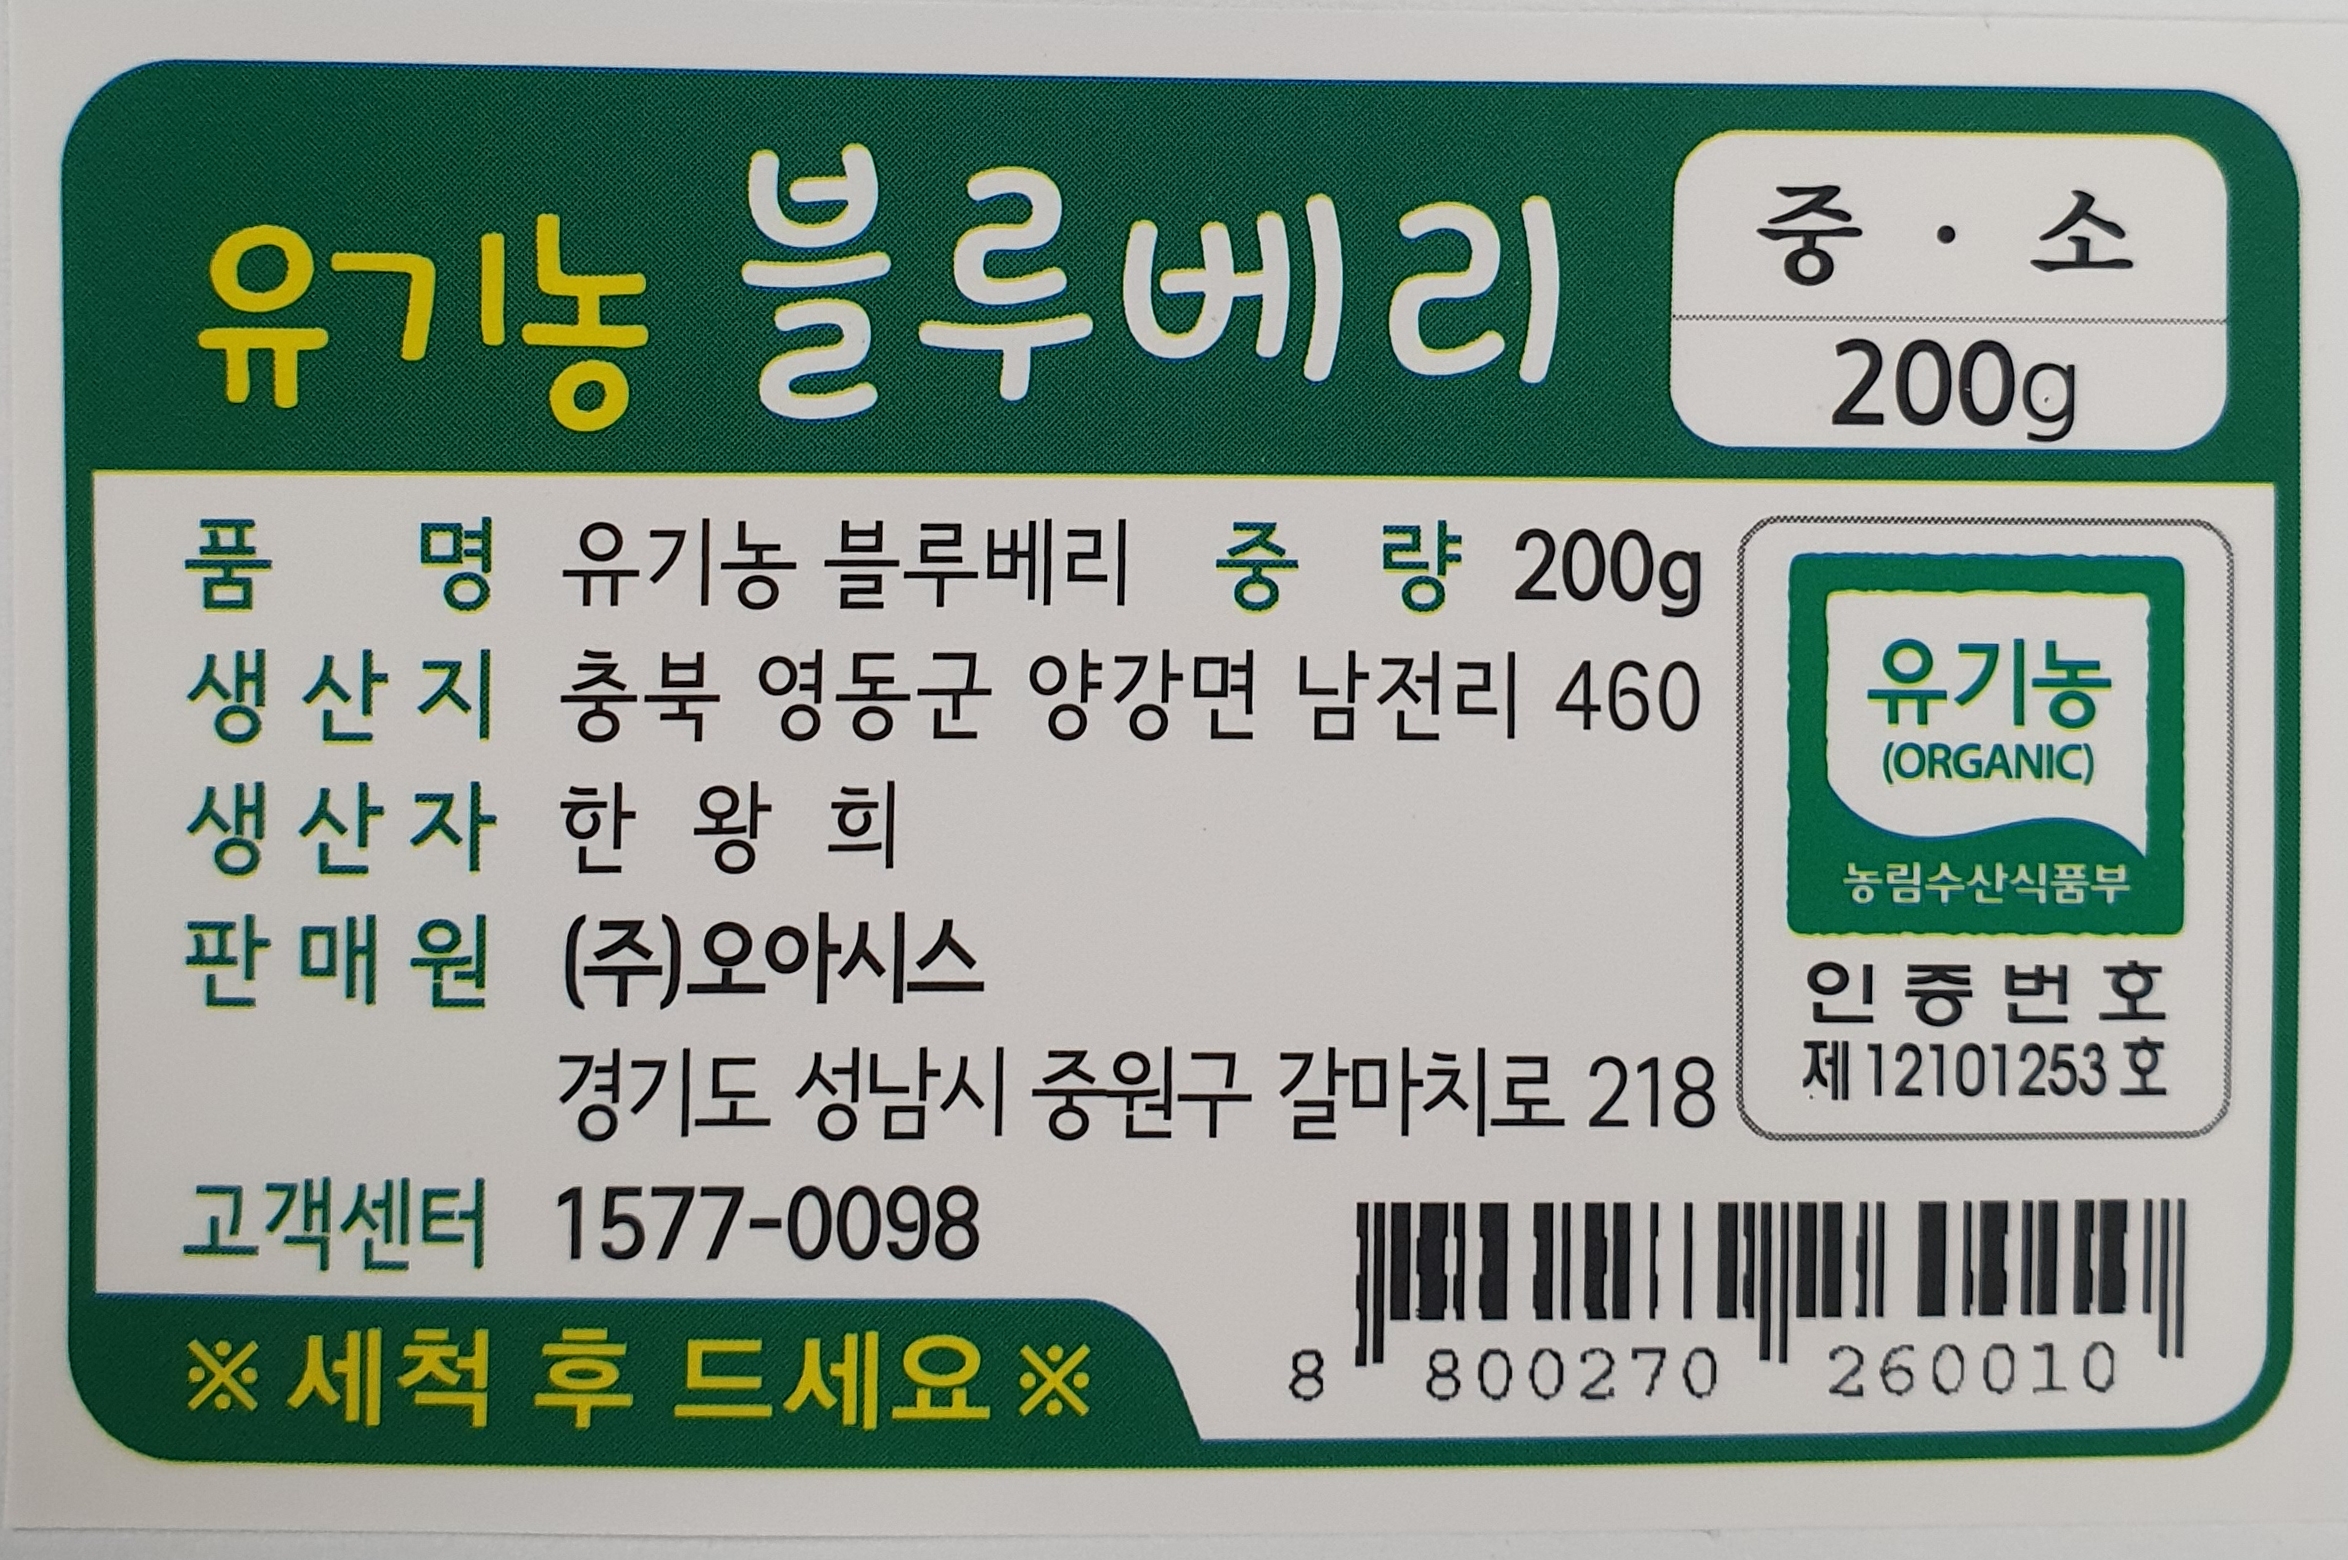 유기농 블루베리
중 · 소
200g
품 명 유기농 블루베리 중 량 200g
생 산 지 충북 영동군 양강면 남전리 460
생 산 자 한 왕 희
판 매 원 (주)오아시스
경기도 성남시 중원구 갈마치로 218
고객센터 1577-0098
※ 세척 후 드세요 ※
유기농
(ORGANIC)
농림수산식품부
인 증 번 호
제 12101253 호
8 800270 260010